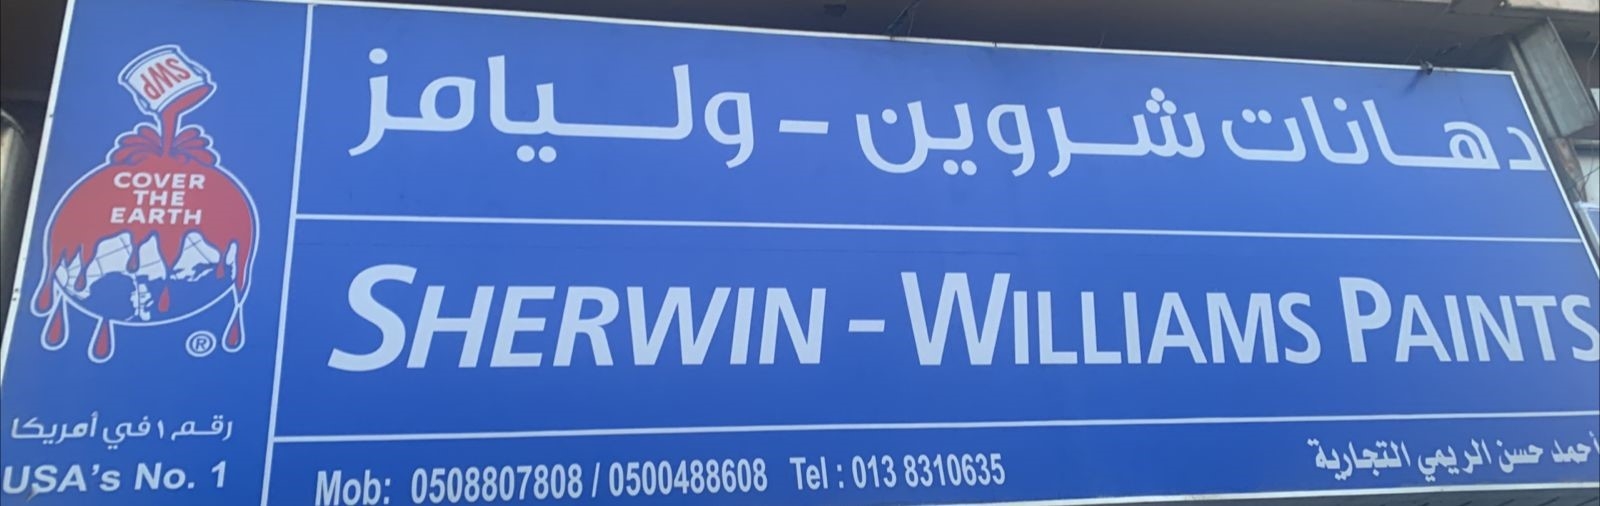 دهانات شروين - وليامز
SWP
COVER
THE
EARTH
®
SHERWIN - WILLIAMS PAINTS
رقم ١ في أمريكا
USA's No. 1
أحمد حسن الريمي التجارية
Mob: 0508807808 / 0500488608 Tel : 013 8310635